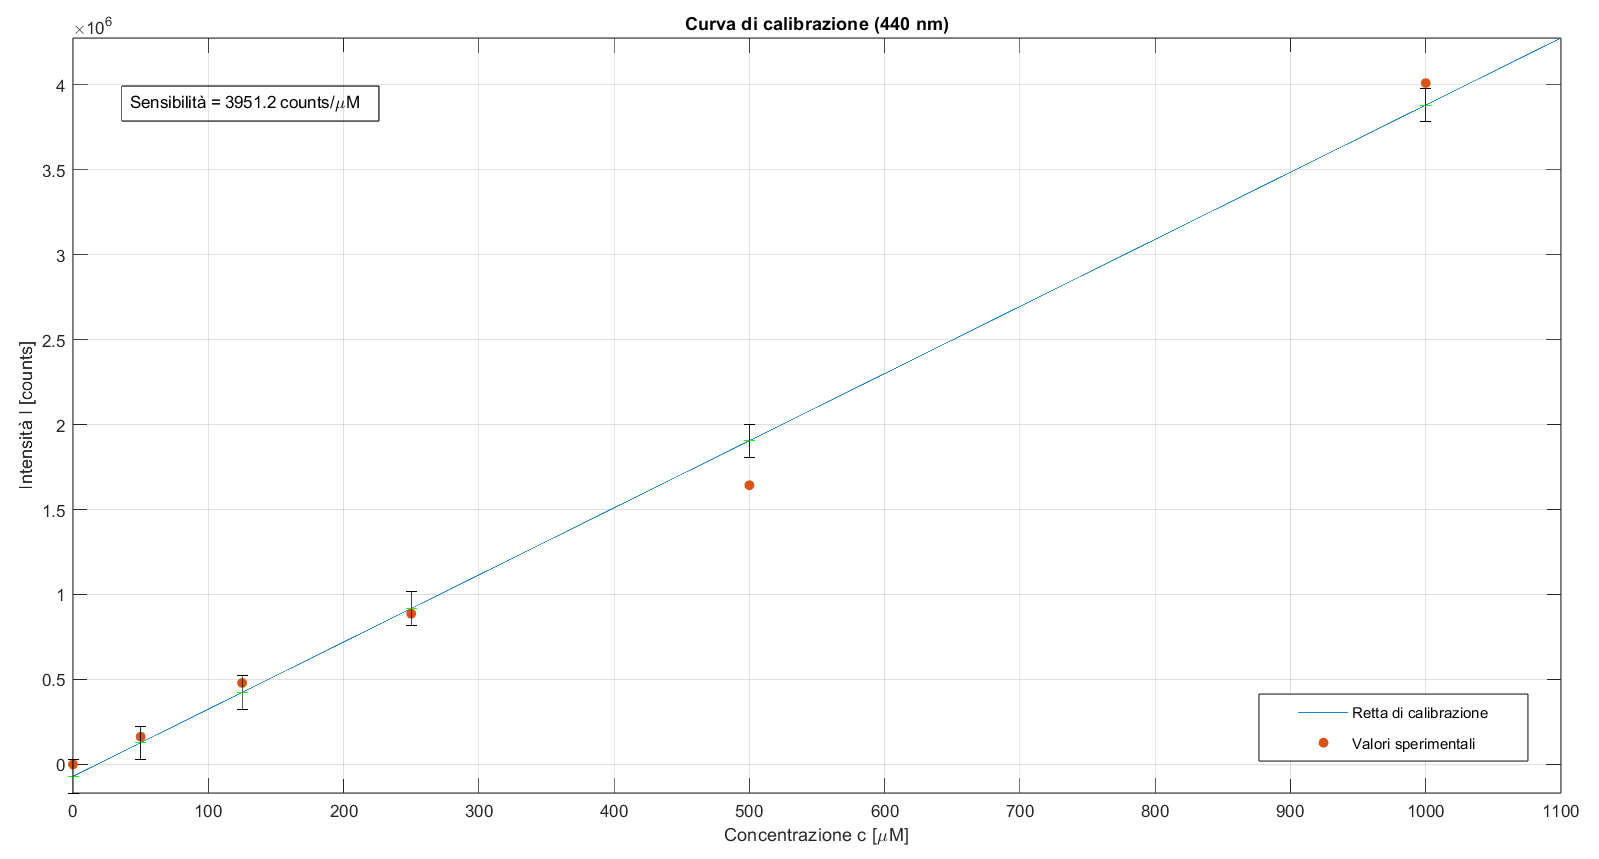 Curva di calibrazione (440 nm)
×10⁶
Sensibilità = 3951.2 counts/μM
4
3.5
3
2.5
2
1.5
1
0.5
0
Intensità I [counts]
Retta di calibrazione
Valori sperimentali
0 100 200 300 400 500 600 700 800 900 1000 1100
Concentrazione c [μM]